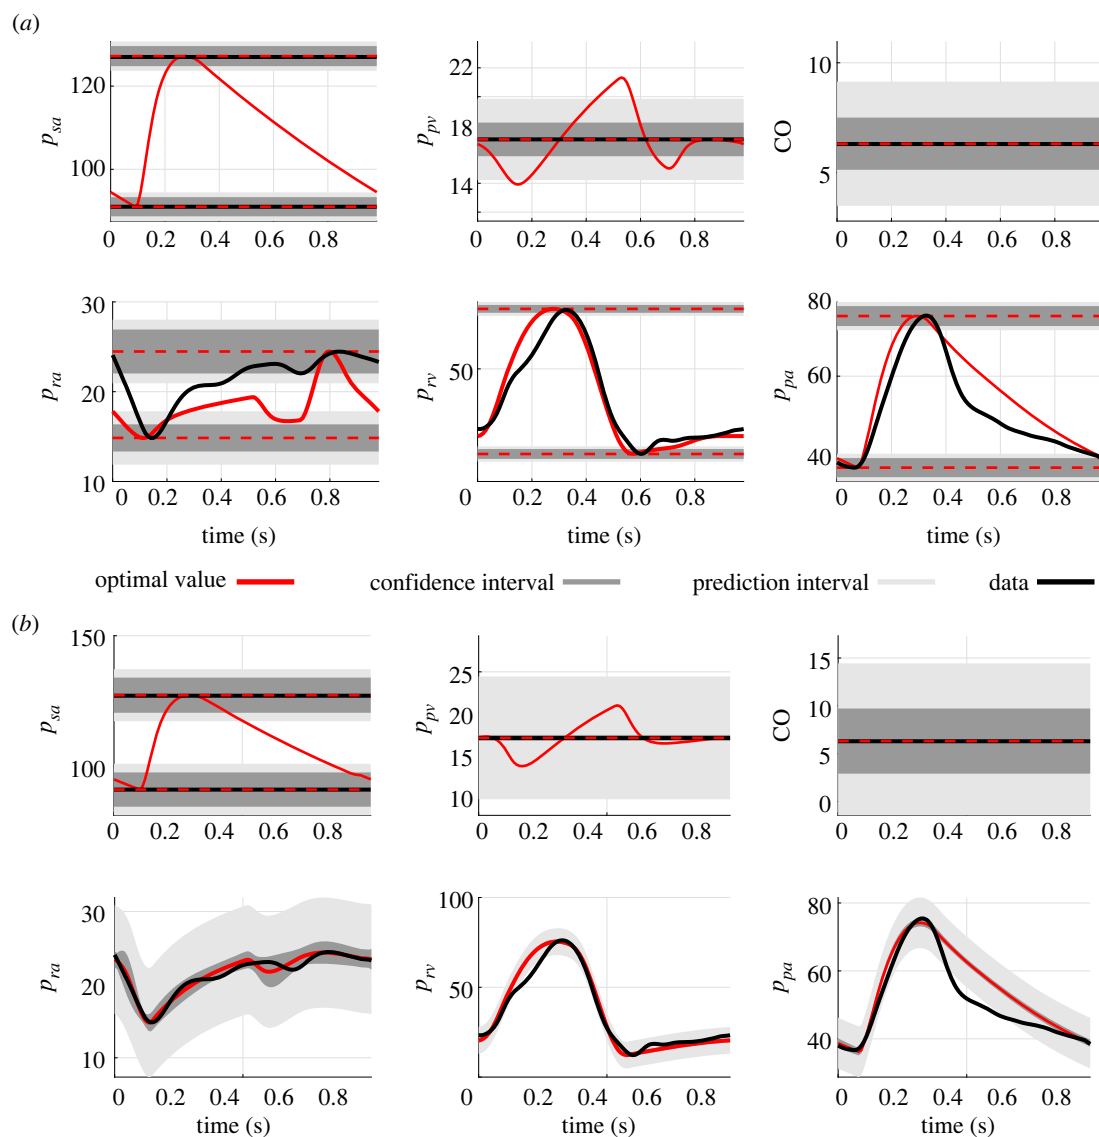 (a)
120
100
p_sa
0 0.2 0.4 0.6 0.8
22
18
14
p_pv
0 0.2 0.4 0.6 0.8
10
5
CO
0 0.2 0.4 0.6 0.8
30
20
10
p_ra
0 0.2 0.4 0.6 0.8
time (s)
50
p_rv
0 0.2 0.4 0.6 0.8
time (s)
80
60
40
p_pa
0 0.2 0.4 0.6 0.8
time (s)
optimal value confidence interval prediction interval data
(b)
150
100
p_sa
0 0.2 0.4 0.6 0.8
25
20
15
10
p_pv
0 0.2 0.4 0.6 0.8
15
10
5
0
CO
0 0.2 0.4 0.6 0.8
30
20
10
p_ra
0 0.2 0.4 0.6 0.8
time (s)
100
50
0
p_rv
0 0.2 0.4 0.6 0.8
time (s)
80
60
40
p_pa
0 0.2 0.4 0.6 0.8
time (s)